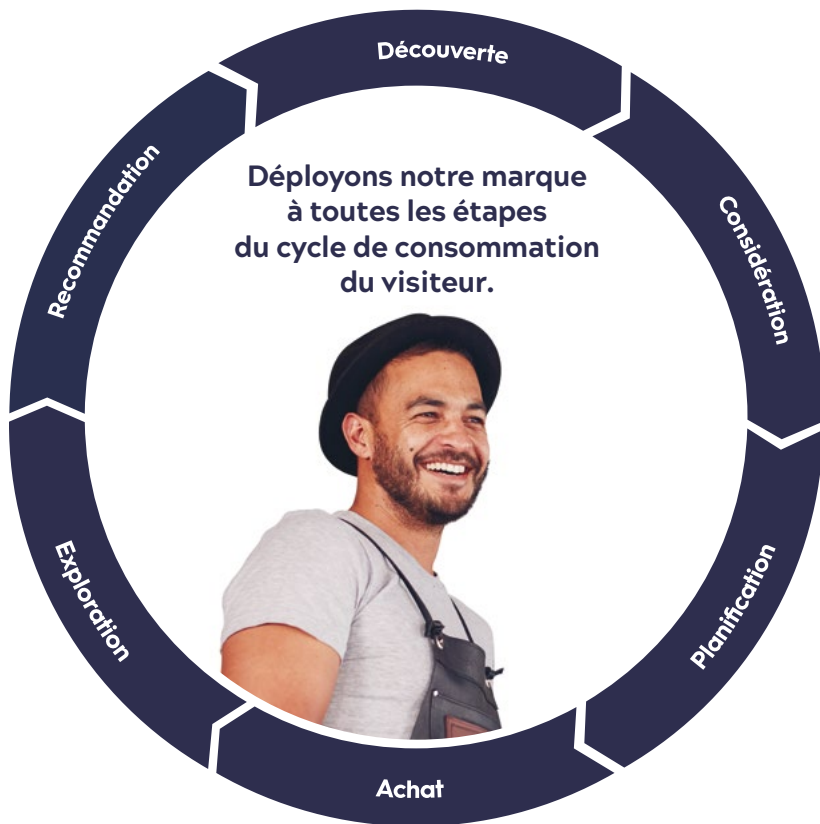 Découverte
Déployons notre marque
à toutes les étapes
du cycle de consommation
du visiteur.
Considération
Planification
Achat
Exploration
Recommandation